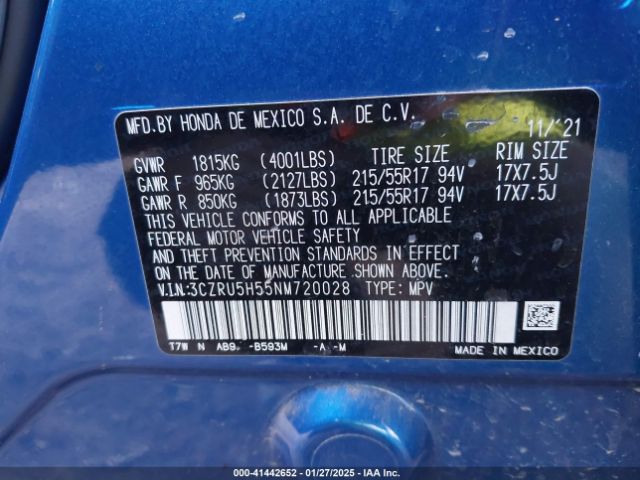 MFD.BY HONDA DE MEXICO S.A. DE C.V. 11/'21
GVWR 1815KG (4001LBS) TIRE SIZE RIM SIZE
GAWR F 965KG (2127LBS) 215/55R17 94V 17X7.5J
GAWR R 850KG (1873LBS) 215/55R17 94V 17X7.5J
THIS VEHICLE CONFORMS TO ALL APPLICABLE
FEDERAL MOTOR VEHICLE SAFETY
AND THEFT PREVENTION STANDARDS IN EFFECT
ON THE DATE OF MANUFACTURE SHOWN ABOVE.
V.I.N:3CZRU5H55NM720028 TYPE: MPV
T7W N AB9. -B593M -A -M
MADE IN MEXICO
000-41442652 - 01/27/2025 - IAA Inc.